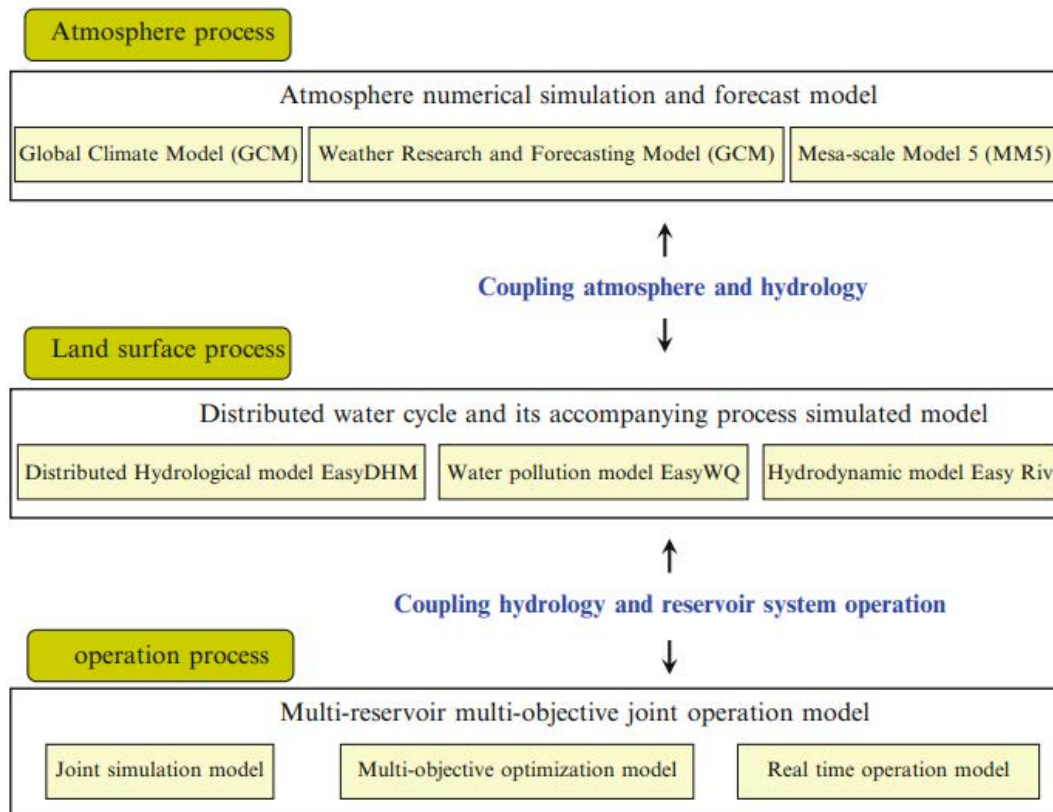 Atmosphere process
Atmosphere numerical simulation and forecast model
Global Climate Model (GCM)
Weather Research and Forecasting Model (GCM)
Mesa-scale Model 5 (MM5)
Coupling atmosphere and hydrology
Land surface process
Distributed water cycle and its accompanying process simulated model
Distributed Hydrological model EasyDHM
Water pollution model EasyWQ
Hydrodynamic model Easy Riv
Coupling hydrology and reservoir system operation
operation process
Multi-reservoir multi-objective joint operation model
Joint simulation model
Multi-objective optimization model
Real time operation model